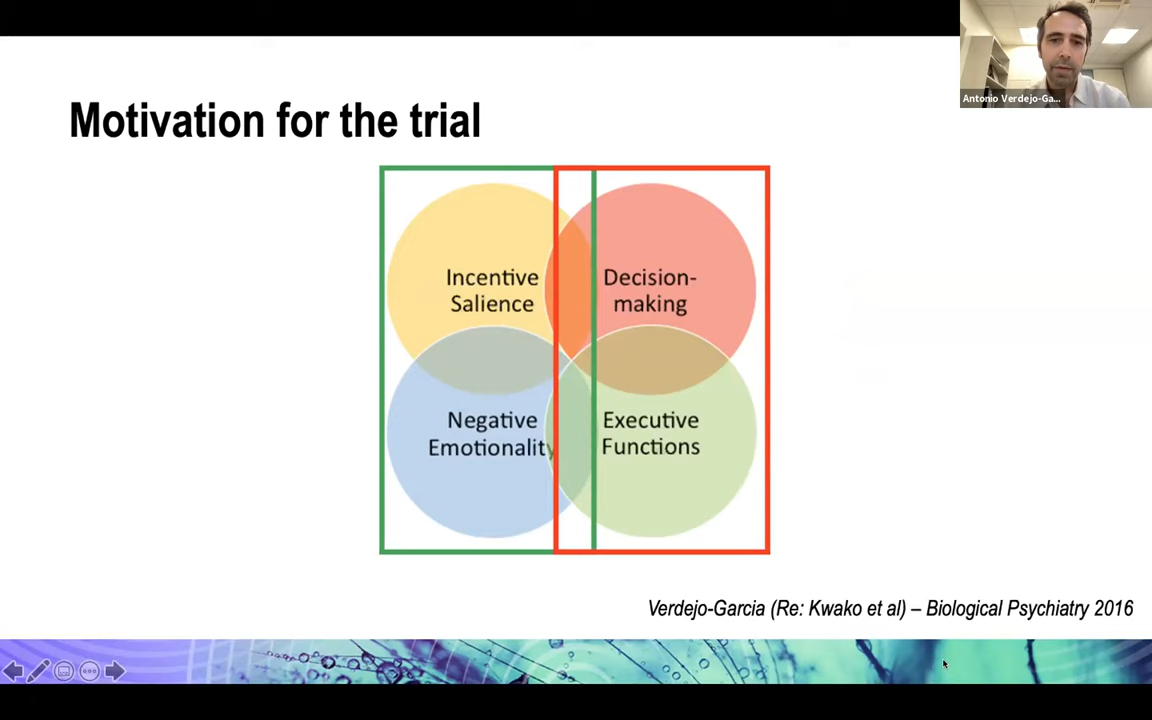 Antonio Verdejo-Ga...
Motivation for the trial
Incentive
Salience
Decision-
making
Negative
Emotionality
Executive
Functions
Verdejo-Garcia (Re: Kwako et al) – Biological Psychiatry 2016